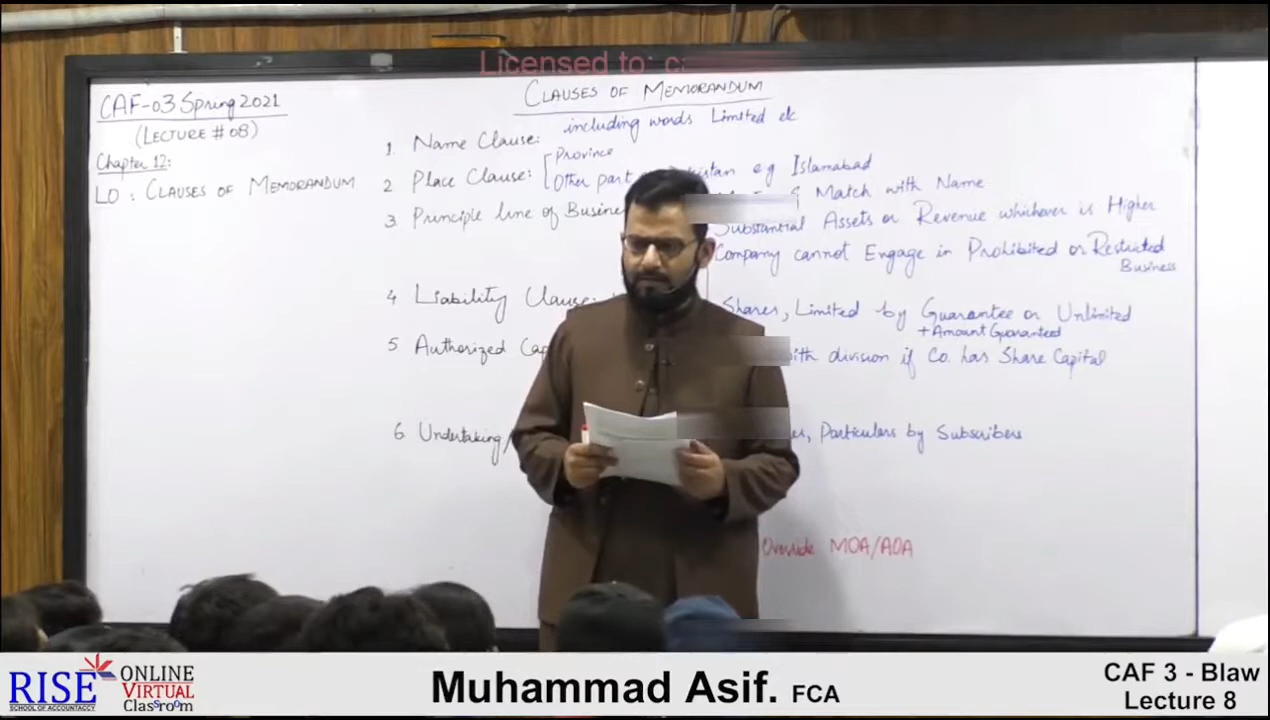 Licensed to: c
CAF-03 Spring 2021
(LECTURE # 08)
Chapter 12:
LO: CLAUSES OF MEMORANDUM
CLAUSES OF MEMORANDUM
1. Name Clause: including words Limited etc
2 Place Clause: Province
Other part eg Islamabad
3. Principle line of & Match with Name
Substantial Assets or Revenue whichever is Higher
Company cannot Engage in Prohibited or Restricted
Business
4 Liability Clause: Shares, Limited by Guarantee or Unlimited
+ Amount Guaranteed
5 Authorized with division if Co. has Share Capital
6 Undertaking/ Particulars by Subscribers
Override MOA/AOA
RISE
SCHOOL OF ACCOUNTANCY
ONLINE
VIRTUAL
Classroom
Muhammad Asif. FCA
CAF 3 - Blaw
Lecture 8